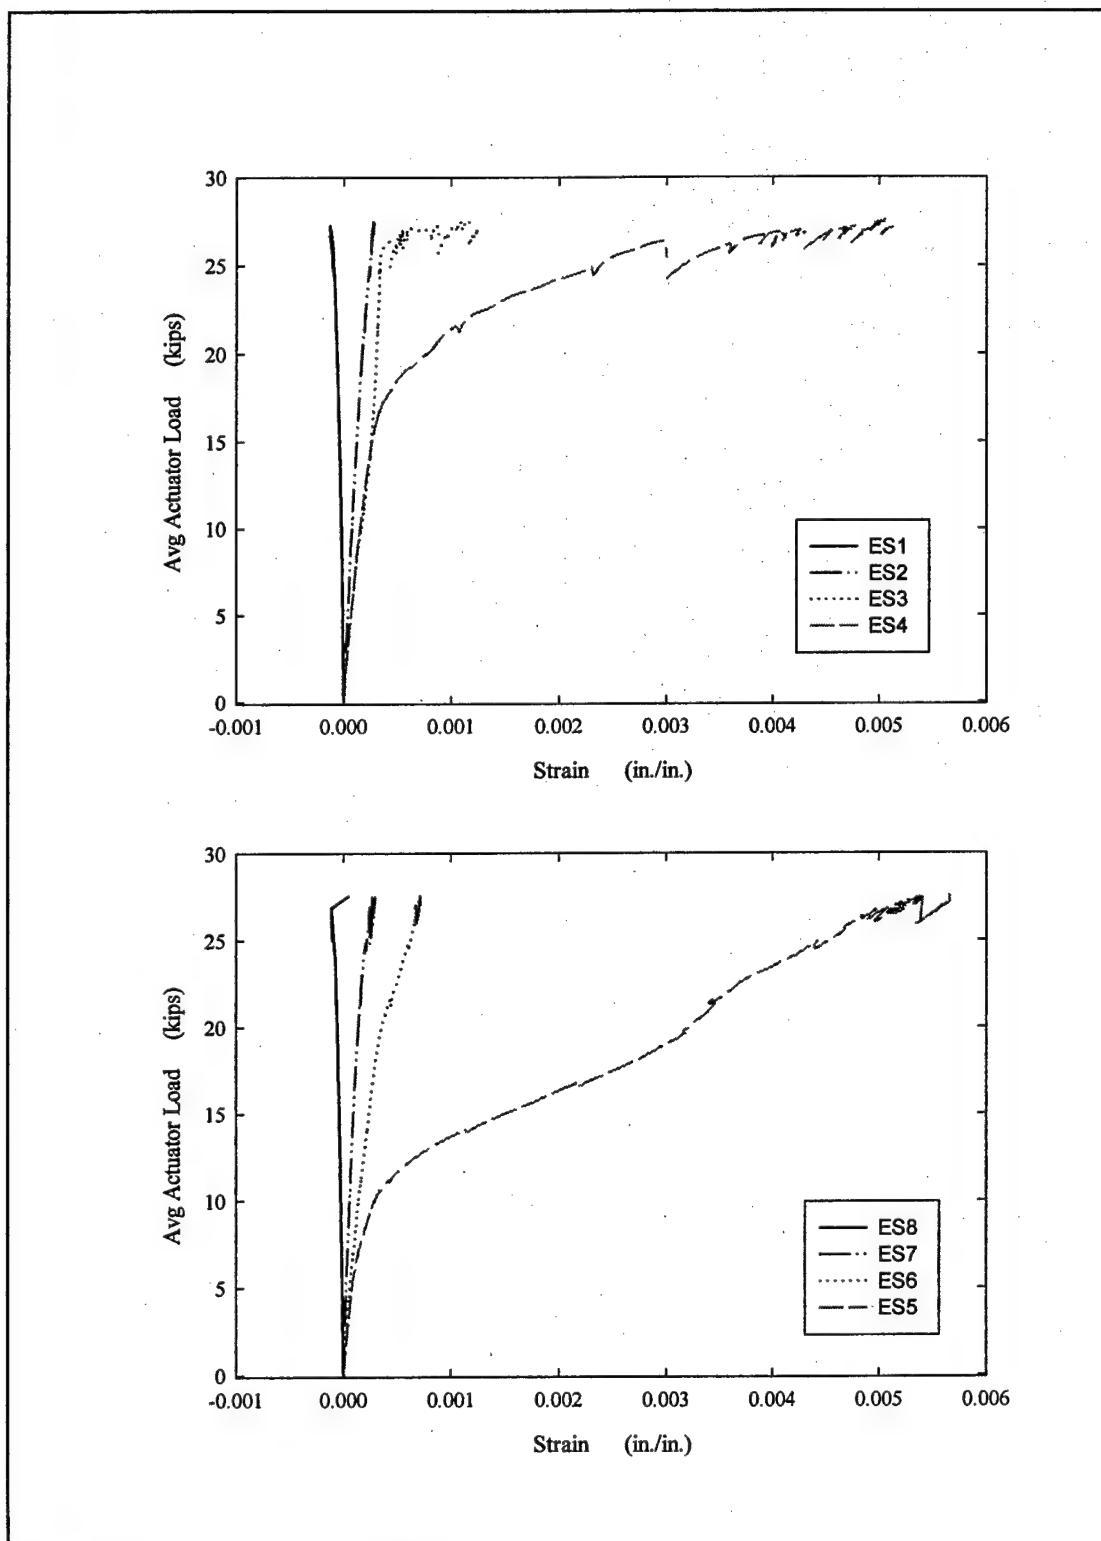 30
25
20
15
10
5
0
Avg Actuator Load (kips)
-0.001 0.000 0.001 0.002 0.003 0.004 0.005 0.006
Strain (in./in.)
ES1
ES2
ES3
ES4
30
25
20
15
10
5
0
Avg Actuator Load (kips)
-0.001 0.000 0.001 0.002 0.003 0.004 0.005 0.006
Strain (in./in.)
ES8
ES7
ES6
ES5